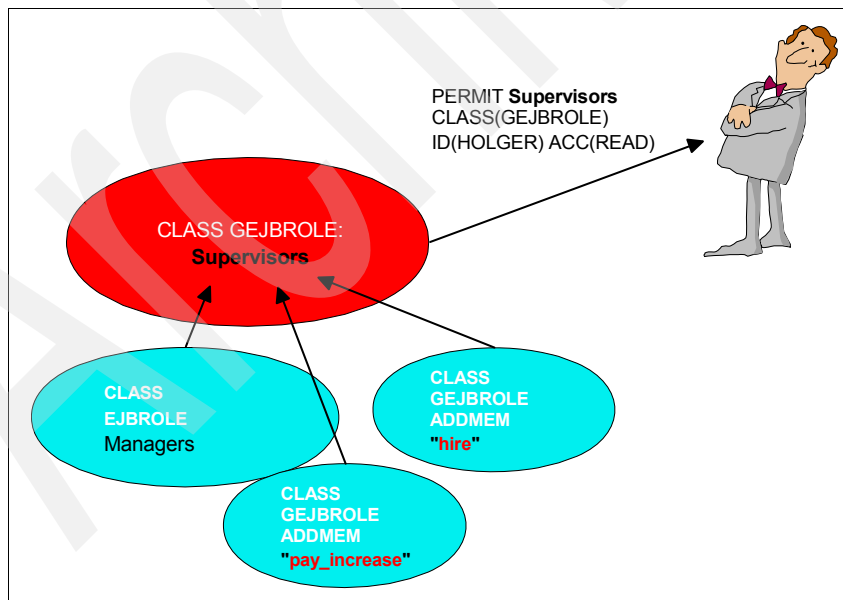 PERMIT Supervisors
CLASS(GEJBROLE)
ID(HOLGER) ACC(READ)
CLASS GEJBROLE:
Supervisors
CLASS
EJBROLE
Managers
CLASS
GEJBROLE
ADDMEM
"hire"
CLASS
GEJBROLE
ADDMEM
"pay_increase"